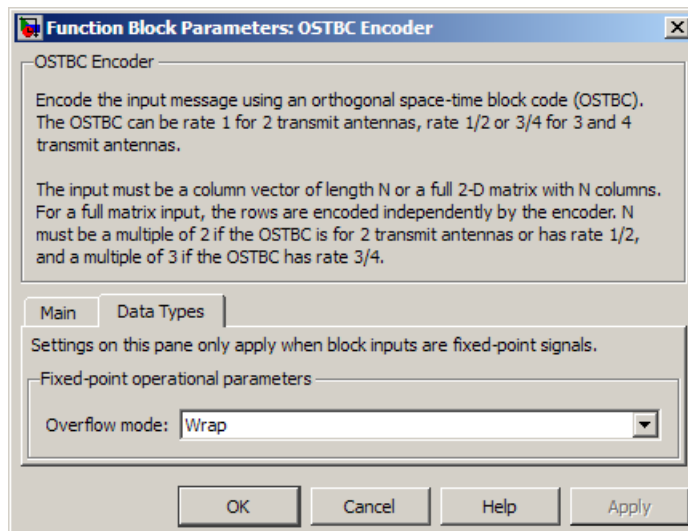 Function Block Parameters: OSTBC Encoder
OSTBC Encoder
Encode the input message using an orthogonal space-time block code (OSTBC).
The OSTBC can be rate 1 for 2 transmit antennas, rate 1/2 or 3/4 for 3 and 4
transmit antennas.
The input must be a column vector of length N or a full 2-D matrix with N columns.
For a full matrix input, the rows are encoded independently by the encoder. N
must be a multiple of 2 if the OSTBC is for 2 transmit antennas or has rate 1/2,
and a multiple of 3 if the OSTBC has rate 3/4.
Main Data Types
Settings on this pane only apply when block inputs are fixed-point signals.
Fixed-point operational parameters
Overflow mode: Wrap
OK Cancel Help Apply